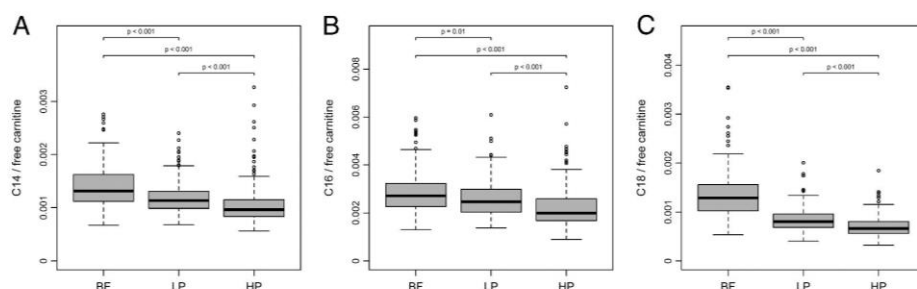 A
C14 / free carnitine
0.003
0.002
0.001
0
p < 0.001
p < 0.001
p < 0.001
BF
LP
HP
B
C16 / free carnitine
0.008
0.006
0.004
0.002
0
p = 0.01
p < 0.001
p < 0.001
BF
LP
HP
C
C18 / free carnitine
0.004
0.003
0.002
0.001
0
p < 0.001
p < 0.001
p < 0.001
BF
LP
HP